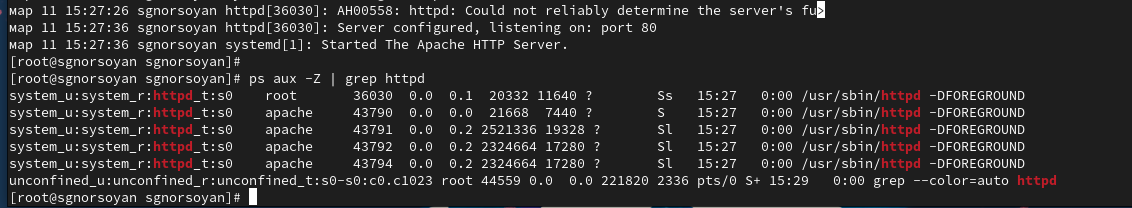 мар 11 15:27:26 sgnorsoyan httpd[36030]: AH00558: httpd: Could not reliably determine the server's fu>
мар 11 15:27:36 sgnorsoyan httpd[36030]: Server configured, listening on: port 80
мар 11 15:27:36 sgnorsoyan systemd[1]: Started The Apache HTTP Server.
[root@sgnorsoyan sgnorsoyan]#
[root@sgnorsoyan sgnorsoyan]# ps aux -Z | grep httpd
system_u:system_r:httpd_t:s0    root       36030  0.0  0.1  20332 11640 ?        Ss   15:27   0:00 /usr/sbin/httpd -DFOREGROUND
system_u:system_r:httpd_t:s0    apache     43790  0.0  0.0  21668  7440 ?        S    15:27   0:00 /usr/sbin/httpd -DFOREGROUND
system_u:system_r:httpd_t:s0    apache     43791  0.0  0.2 2521336 19328 ?       Sl   15:27   0:00 /usr/sbin/httpd -DFOREGROUND
system_u:system_r:httpd_t:s0    apache     43792  0.0  0.2 2324664 17280 ?       Sl   15:27   0:00 /usr/sbin/httpd -DFOREGROUND
system_u:system_r:httpd_t:s0    apache     43794  0.0  0.2 2324664 17280 ?       Sl   15:27   0:00 /usr/sbin/httpd -DFOREGROUND
unconfined_u:unconfined_r:unconfined_t:s0-s0:c0.c1023 root 44559 0.0  0.0 221820 2336 pts/0 S+ 15:29   0:00 grep --color=auto httpd
[root@sgnorsoyan sgnorsoyan]#